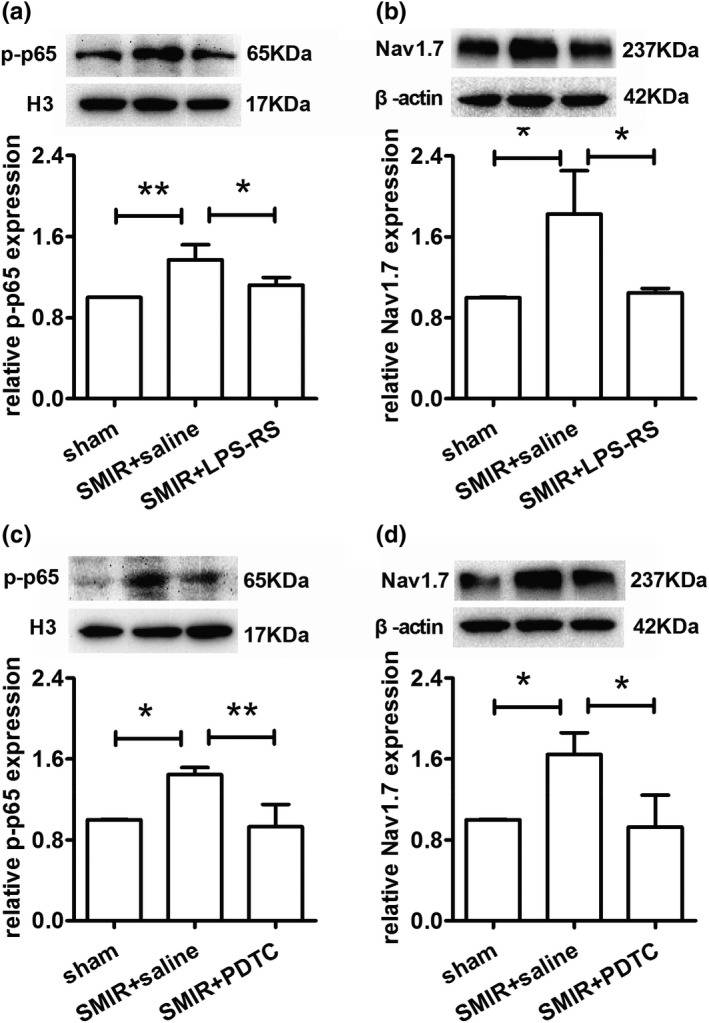 (a)
p-p65 65KDa
H3 17KDa
relative p-p65 expression
2.4
1.6
0.8
0.0
** *
sham SMIR+saline SMIR+LPS-RS
(b)
Nav1.7 237KDa
β -actin 42KDa
relative Nav1.7 expression
2.4
1.6
0.8
0.0
* *
sham SMIR+saline SMIR+LPS-RS
(c)
p-p65 65KDa
H3 17KDa
relative p-p65 expression
2.4
1.6
0.8
0.0
* **
sham SMIR+saline SMIR+PDTC
(d)
Nav1.7 237KDa
β -actin 42KDa
relative Nav1.7 expression
2.4
1.6
0.8
0.0
* *
sham SMIR+saline SMIR+PDTC